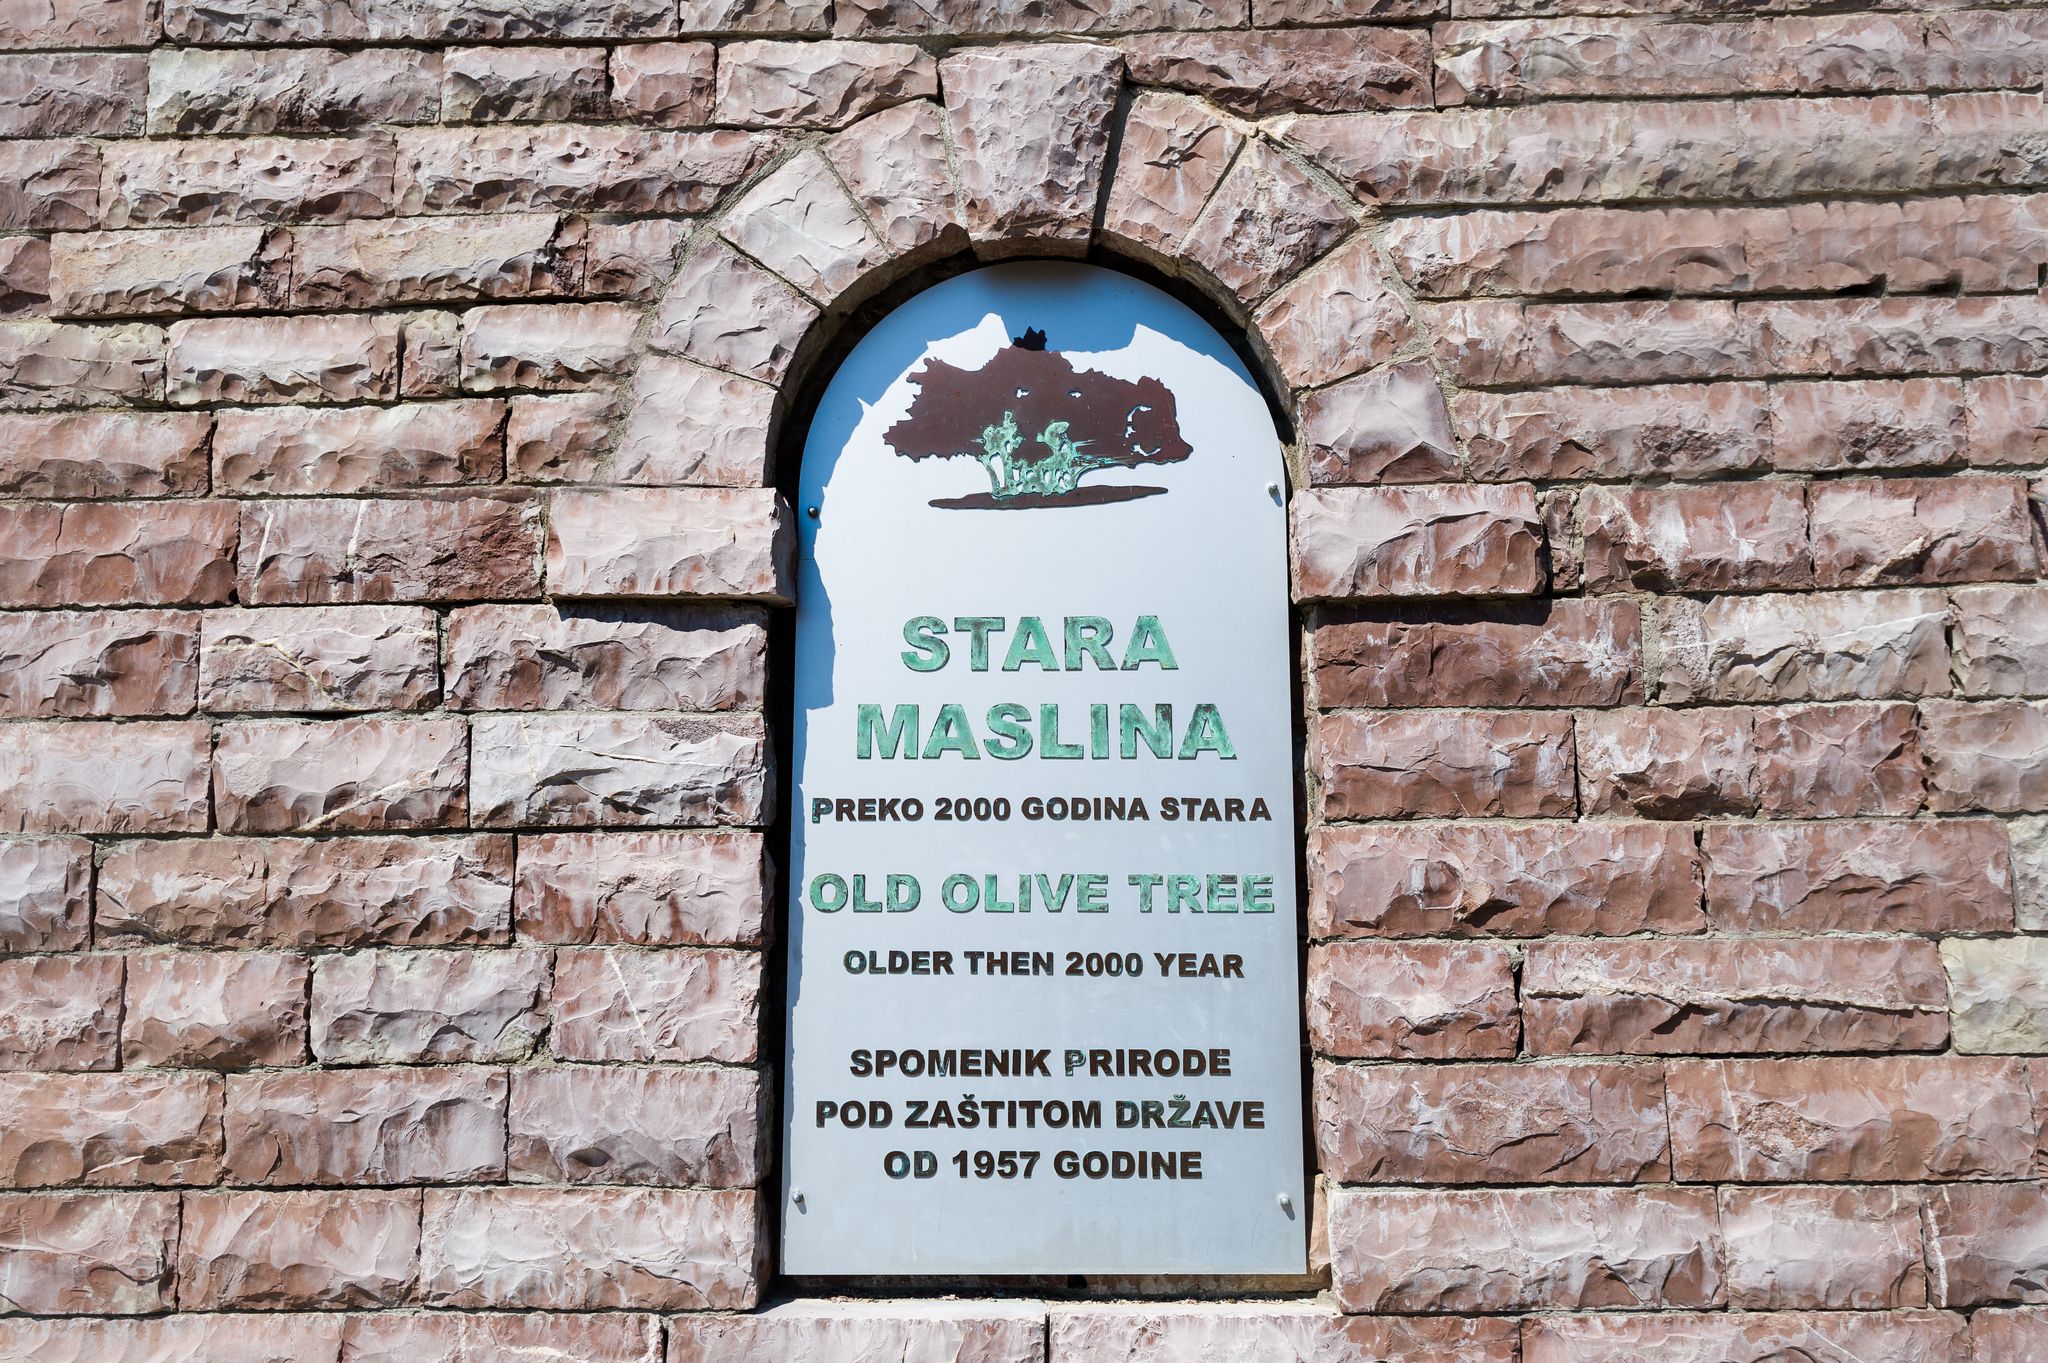 STARA
MASLINA
PREKO 2000 GODINA STARA
OLD OLIVE TREE
OLDER THEN 2000 YEAR
SPOMENIK PRIRODE
POD ZAŠTITOM DRŽAVE
OD 1957 GODINE